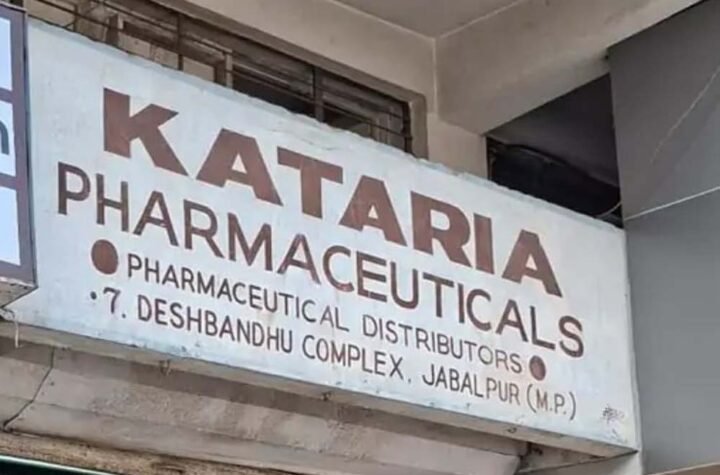 KATARIA
PHARMACEUTICALS
● PHARMACEUTICAL DISTRIBUTORS ●
·7. DESHBANDHU COMPLEX, JABALPUR (M.P.)